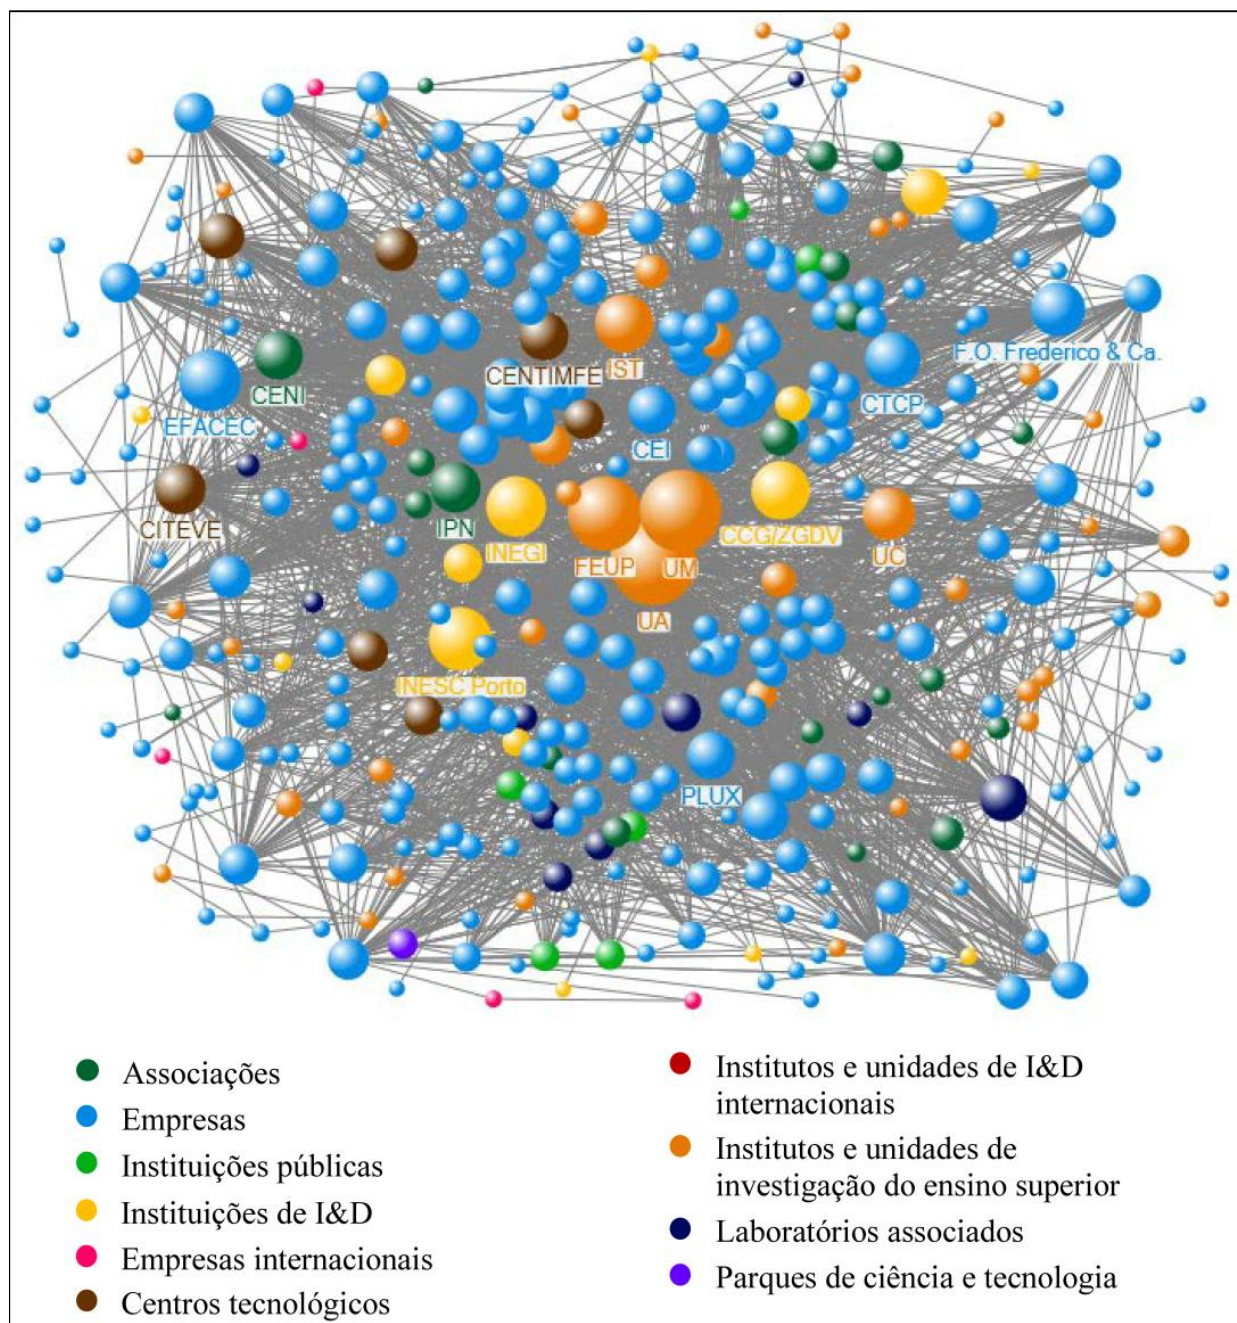 F.O. Frederico & Ca.
CENTIMFE
IST
CENI
CTCP
EFACEC
CEI
CITEVE
IPN
INEGI
CCG/ZGDV
UC
FEUP
UM
UA
INESC Porto
PLUX
Associações
Empresas
Instituições públicas
Instituições de I&D
Empresas internacionais
Centros tecnológicos
Institutos e unidades de I&D
internacionais
Institutos e unidades de
investigação do ensino superior
Laboratórios associados
Parques de ciência e tecnologia